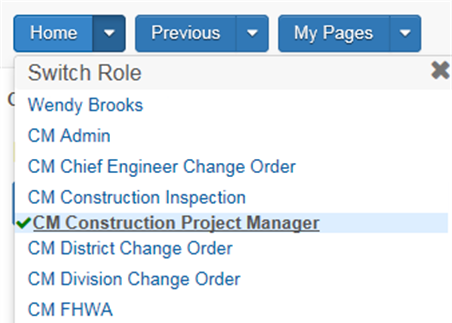 Home Previous My Pages
Switch Role
Wendy Brooks
CM Admin
CM Chief Engineer Change Order
CM Construction Inspection
CM Construction Project Manager
CM District Change Order
CM Division Change Order
CM FHWA